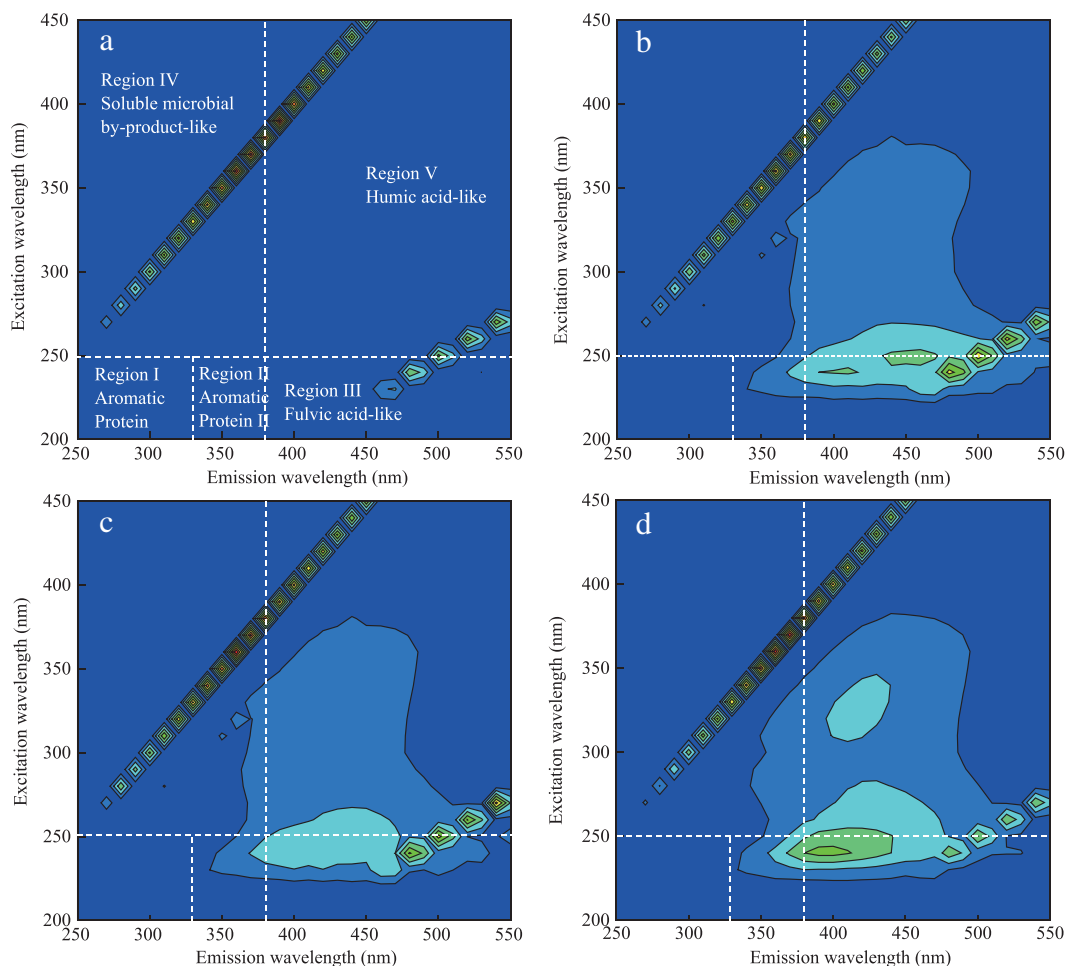 a
Region IV
Soluble microbial
by-product-like
Region V
Humic acid-like
Region I
Aromatic
Protein
Region II
Aromatic
Protein II
Region III
Fulvic acid-like
450
400
350
300
250
200
Excitation wavelength (nm)
250 300 350 400 450 500 550
Emission wavelength (nm)
b
450
400
350
300
250
200
Excitation wavelength (nm)
250 300 350 400 450 500 550
Emission wavelength (nm)
c
450
400
350
300
250
200
Excitation wavelength (nm)
250 300 350 400 450 500 550
Emission wavelength (nm)
d
450
400
350
300
250
200
Excitation wavelength (nm)
250 300 350 400 450 500 550
Emission wavelength (nm)